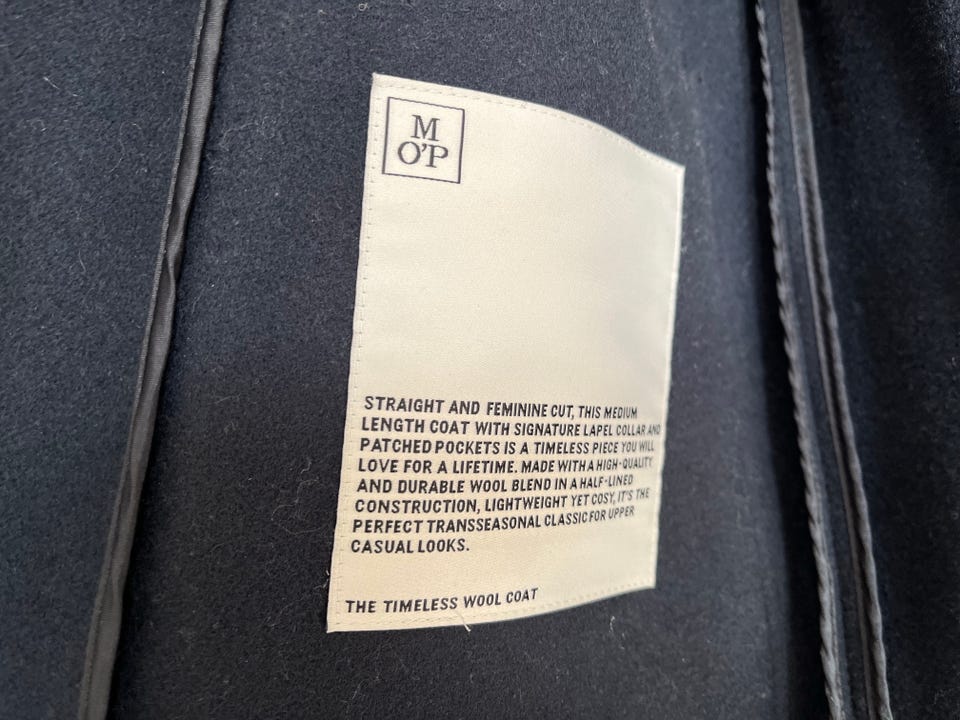 M
O'P
STRAIGHT AND FEMININE CUT, THIS MEDIUM
LENGTH COAT WITH SIGNATURE LAPEL COLLAR AND
PATCHED POCKETS IS A TIMELESS PIECE YOU WILL
LOVE FOR A LIFETIME. MADE WITH A HIGH-QUALITY
AND DURABLE WOOL BLEND IN A HALF-LINED
CONSTRUCTION, LIGHTWEIGHT YET COSY, IT'S THE
PERFECT TRANSSEASONAL CLASSIC FOR UPPER
CASUAL LOOKS.
THE TIMELESS WOOL COAT